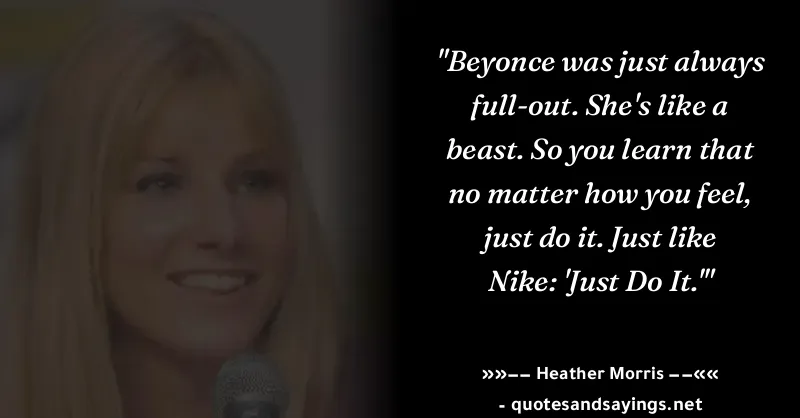 "Beyonce was just always
full-out. She's like a
beast. So you learn that
no matter how you feel,
just do it. Just like
Nike: 'Just Do It.'"
»»–– Heather Morris ––««
- quotesandsayings.net